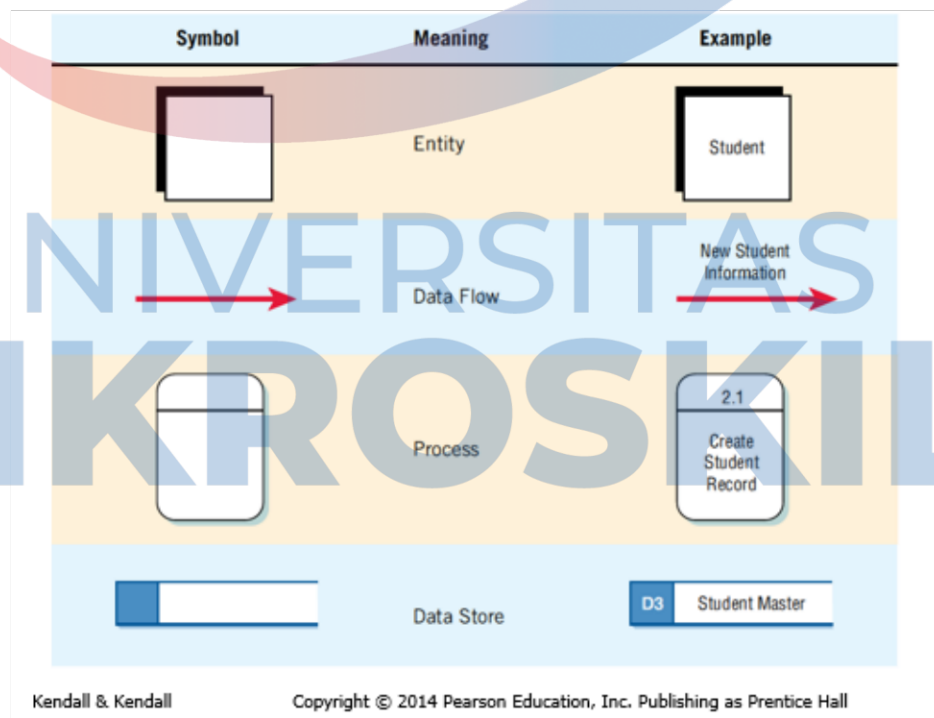 Symbol Meaning Example
Entity
Student
NIVERSITAS
New Student
Information
Data Flow
IKROSKIL
2.1
Create
Student
Record
Process
D3 Student Master
Data Store
Kendall & Kendall Copyright © 2014 Pearson Education, Inc. Publishing as Prentice Hall